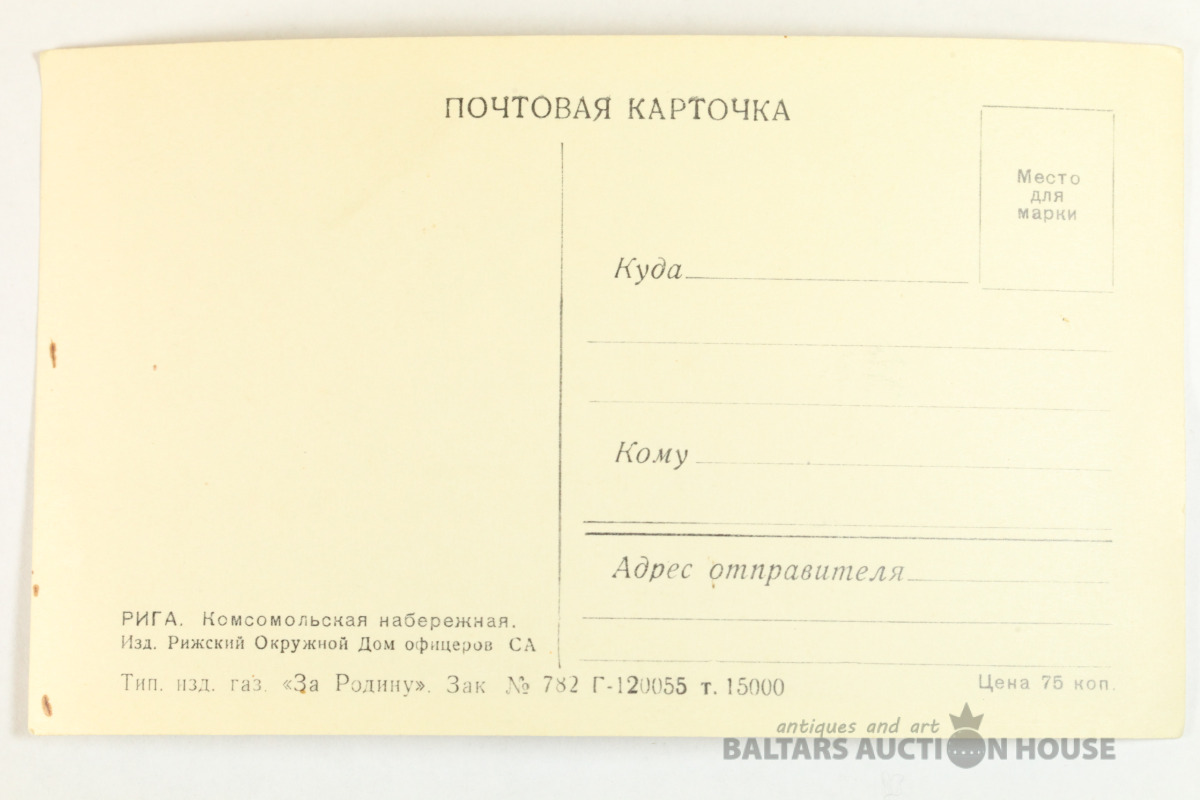 ПОЧТОВАЯ КАРТОЧКА
Место
для
марки
Куда
Кому
Адрес отправителя
РИГА. Комсомольская набережная.
Изд. Рижский Окружной Дом офицеров СА
Тип. изд. газ. «За Родину». Зак № 782 Г-120055 т. 15000
Цена 75 коп.
antiques and art
BALTARS AUCTION HOUSE